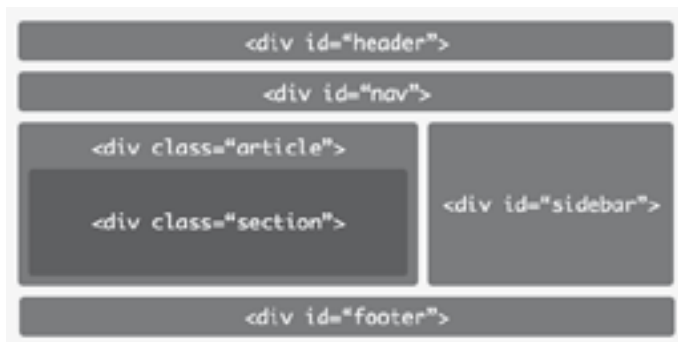 <div id=“header”>
<div id=“nav”>
<div class=“article”>
<div class=“section”>
<div id=“sidebar”>
<div id=“footer”>